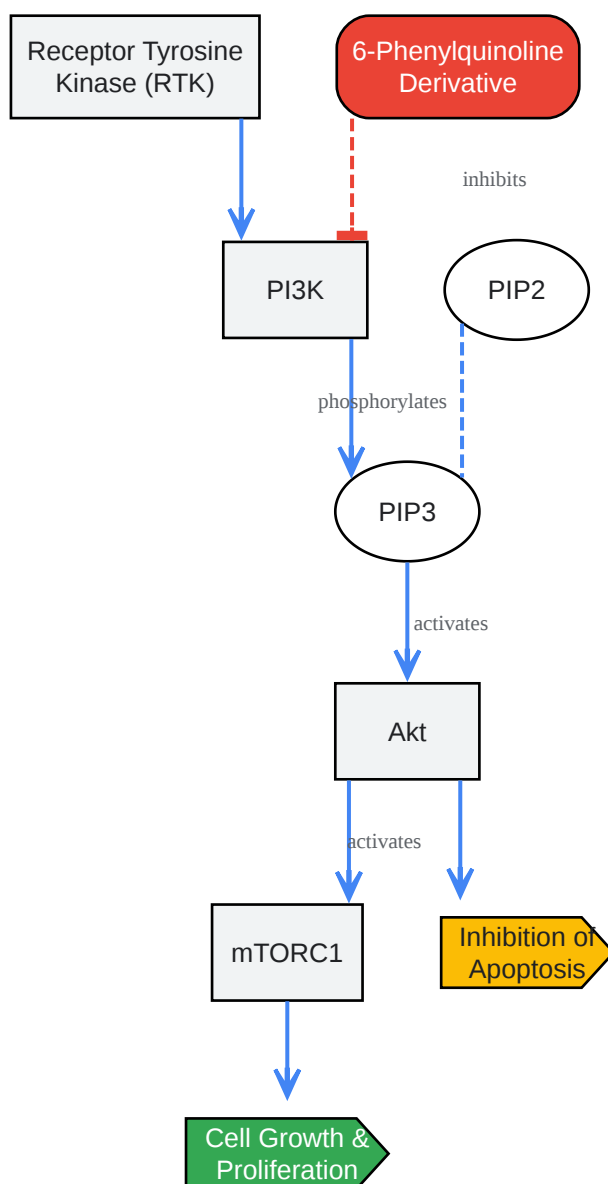 Receptor Tyrosine
Kinase (RTK)
6-Phenylquinoline
Derivative
inhibits
PI3K
PIP2
phosphorylates
PIP3
activates
Akt
activates
mTORC1
Inhibition of
Apoptosis
Cell Growth &
Proliferation